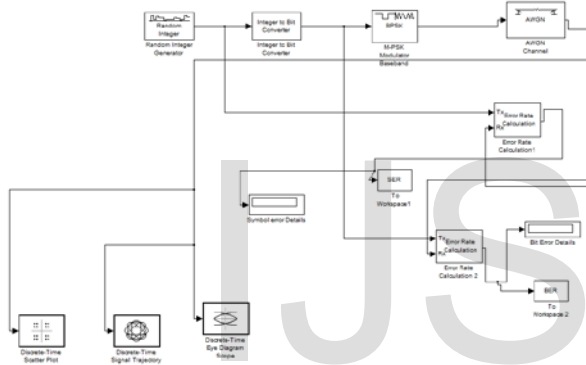 Random
Integer
Random Integer
Generator
Integer to Bit
Converter
Integer to Bit
Converter
MPSK
M-PSK
Modulator
Baseband
AWGN
AWGN
Channel
Tx
Rx
Error Rate
Calculation
Error Rate
Calculation1
SER
To
Workspace1
Symbol error Details
Tx
Rx
Error Rate
Calculation
Error Rate
Calculation 2
Bit Error Details
BER
To
Workspace 2
Discrete-Time
Scatter Plot
Discrete-Time
Signal Trajectory
Discrete-Time
Eye Diagram
Scope
IJS